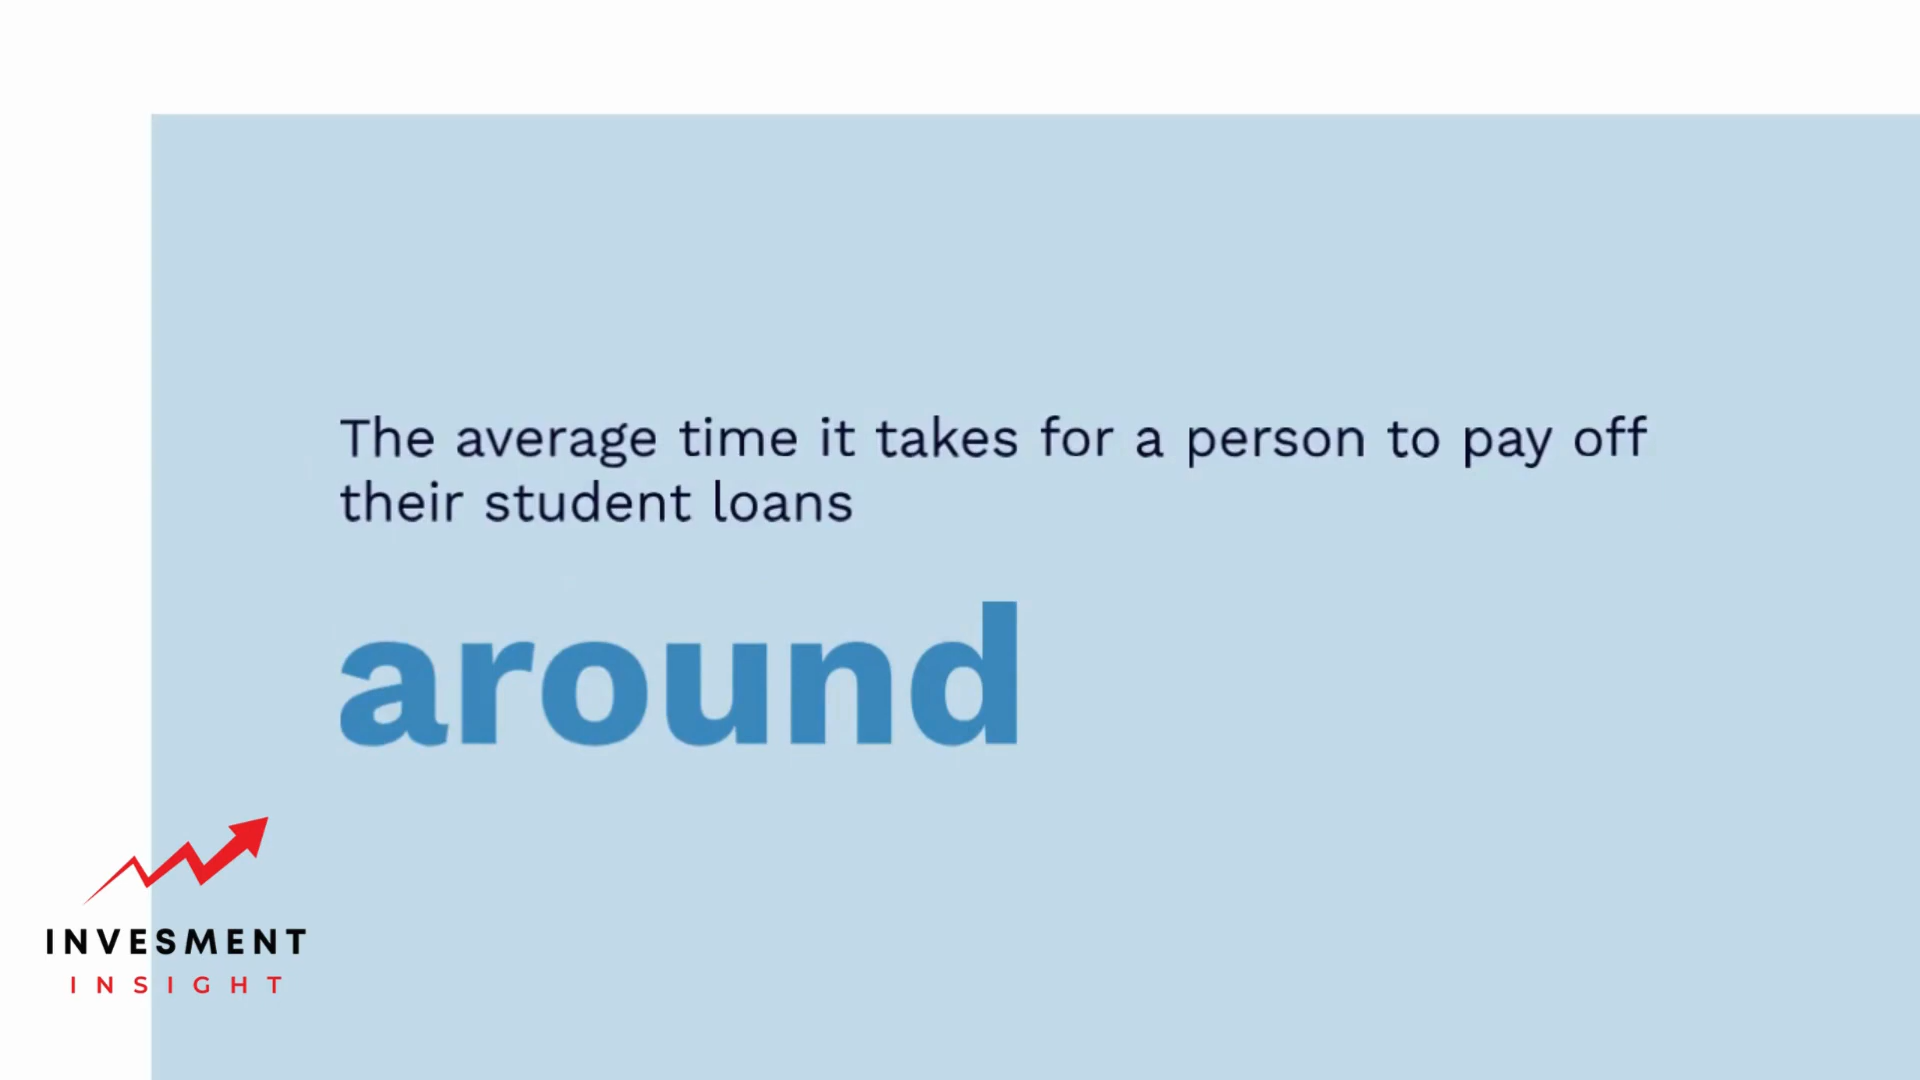 The average time it takes for a person to pay off
their student loans
around
INVESMENT
INSIGHT